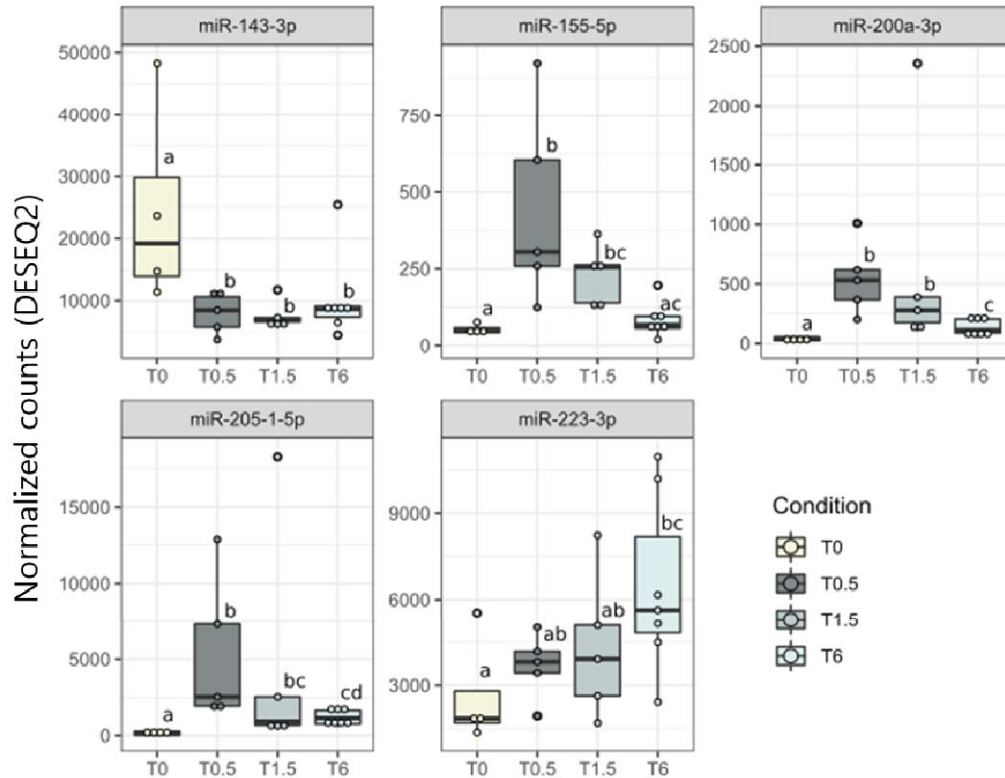 miR-143-3p
50000
40000
30000
20000
10000
a
b
b
b
T0 T0.5 T1.5 T6
miR-155-5p
750
500
250
0
a
b
bc
ac
T0 T0.5 T1.5 T6
miR-200a-3p
2500
2000
1500
1000
500
0
a
b
b
c
T0 T0.5 T1.5 T6
Normalized counts (DESEQ2)
miR-205-1-5p
15000
10000
5000
0
a
b
bc
cd
T0 T0.5 T1.5 T6
miR-223-3p
9000
6000
3000
a
ab
ab
bc
T0 T0.5 T1.5 T6
Condition
T0
T0.5
T1.5
T6